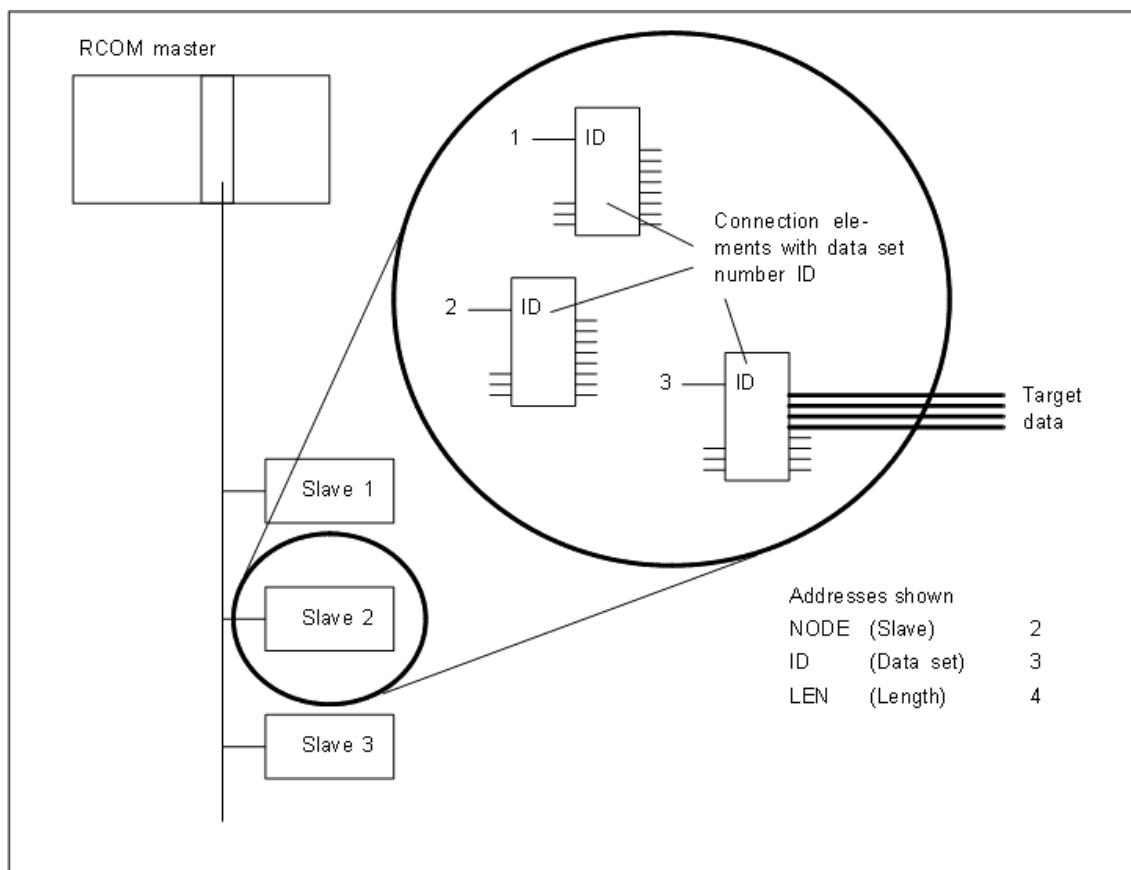 RCOM master
1 ID
Connection ele-
ments with data set
number ID
2 ID
3 ID
Target
data
Slave 1
Slave 2
Slave 3
Addresses shown
NODE (Slave) 2
ID (Data set) 3
LEN (Length) 4